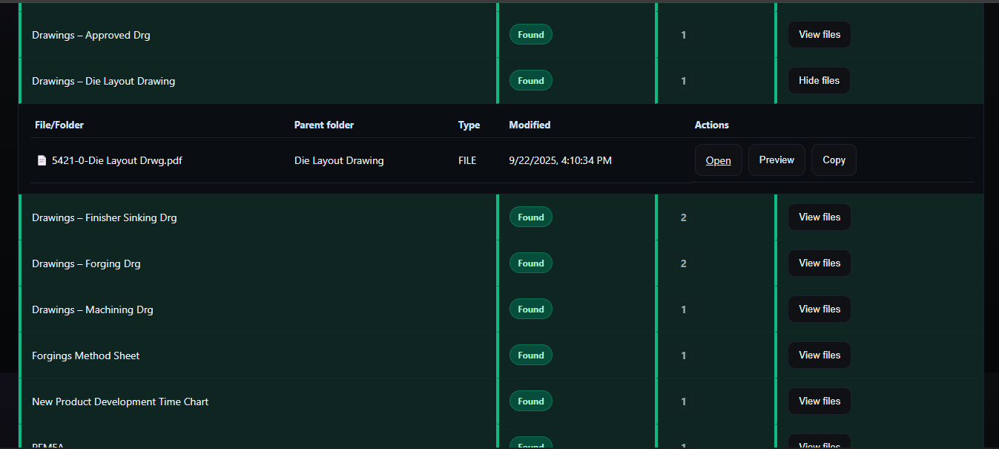 Drawings – Approved Drg Found 1 View files
Drawings – Die Layout Drawing Found 1 Hide files
File/Folder Parent folder Type Modified Actions
5421-0-Die Layout Drwg.pdf Die Layout Drawing FILE 9/22/2025, 4:10:34 PM Open Preview Copy
Drawings – Finisher Sinking Drg Found 2 View files
Drawings – Forging Drg Found 2 View files
Drawings – Machining Drg Found 1 View files
Forgings Method Sheet Found 1 View files
New Product Development Time Chart Found 1 View files
PFMEA Found 1 View files